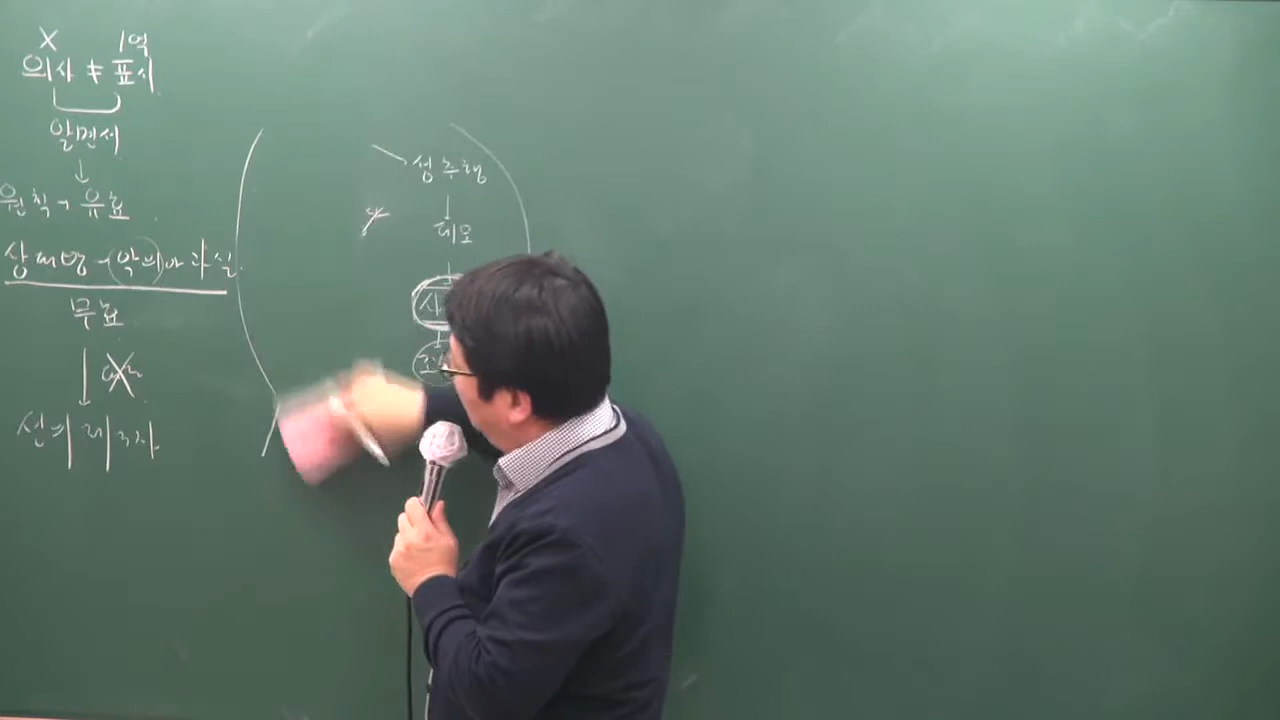 X 1억
의사 ≠ 표시
알면서
↓
원칙 → 유효
상대방 - (악의) or 과실
무효
↓
선의 제3자
성추행
↓
데모
↓
사
↓